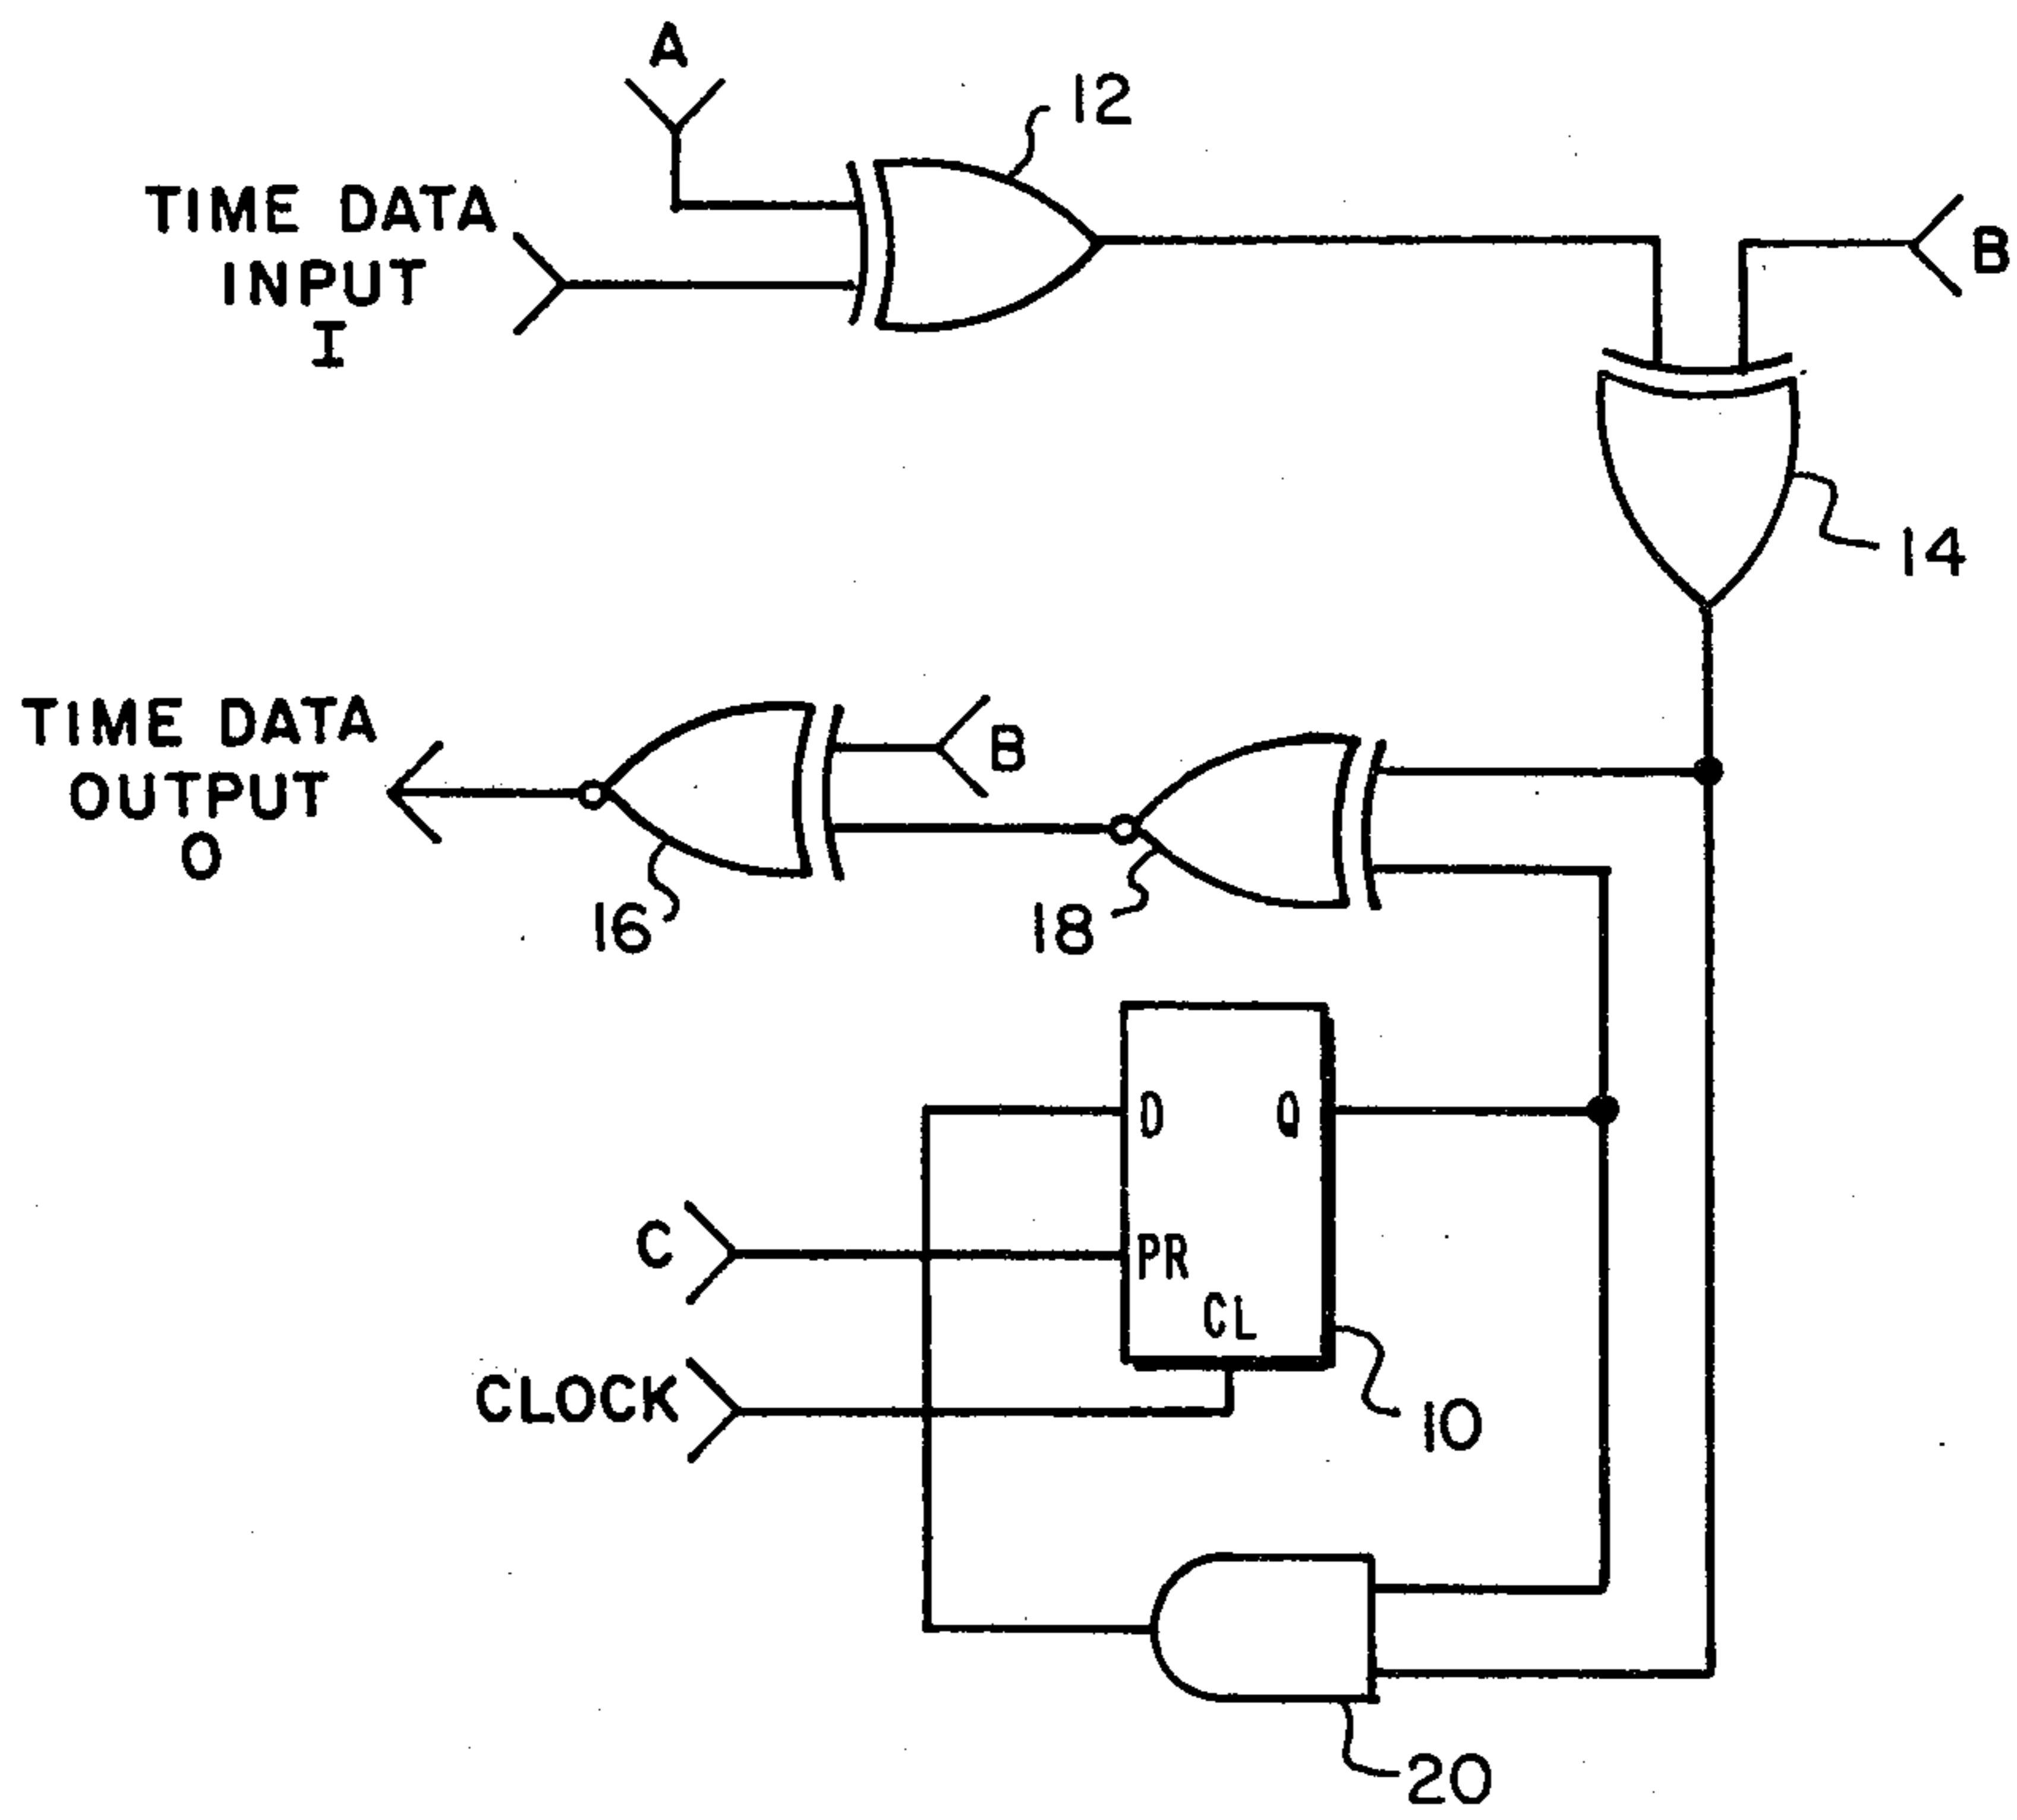 A
12
TIME DATA
INPUT
I
B
14
TIME DATA
OUTPUT
O
B
16
18
D
Q
C
PR
CL
CLOCK
10
20